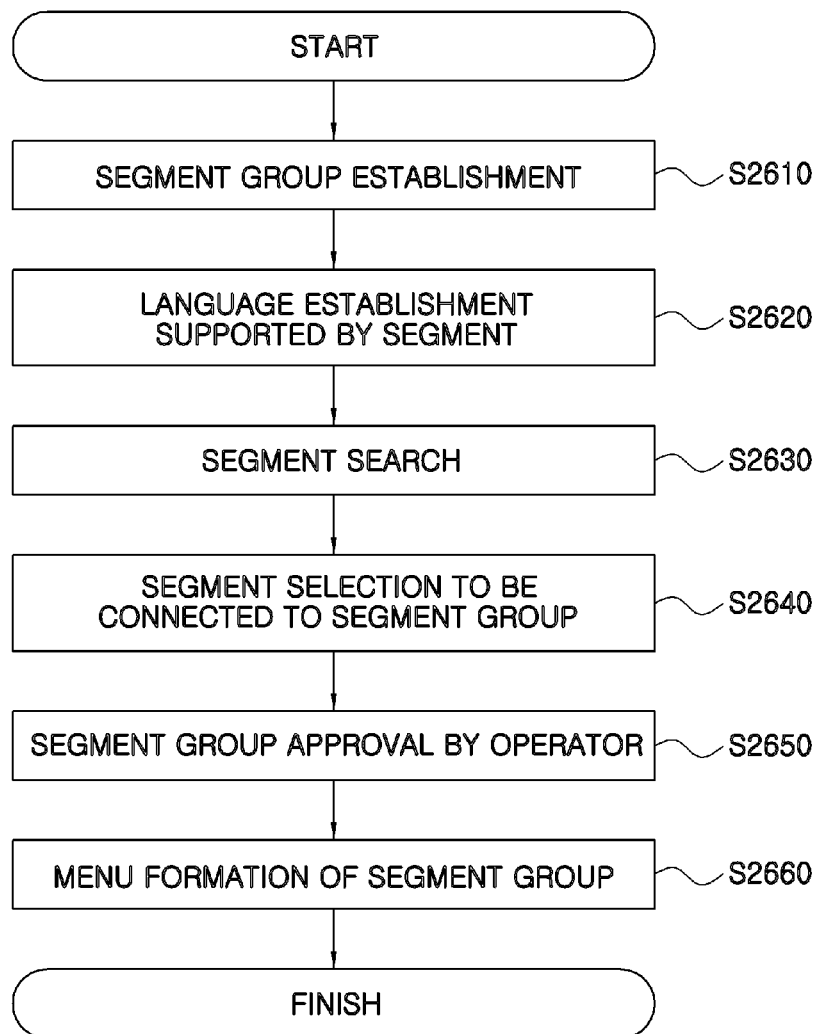 START
SEGMENT GROUP ESTABLISHMENT
S2610
LANGUAGE ESTABLISHMENT
SUPPORTED BY SEGMENT
S2620
SEGMENT SEARCH
S2630
SEGMENT SELECTION TO BE
CONNECTED TO SEGMENT GROUP
S2640
SEGMENT GROUP APPROVAL BY OPERATOR
S2650
MENU FORMATION OF SEGMENT GROUP
S2660
FINISH